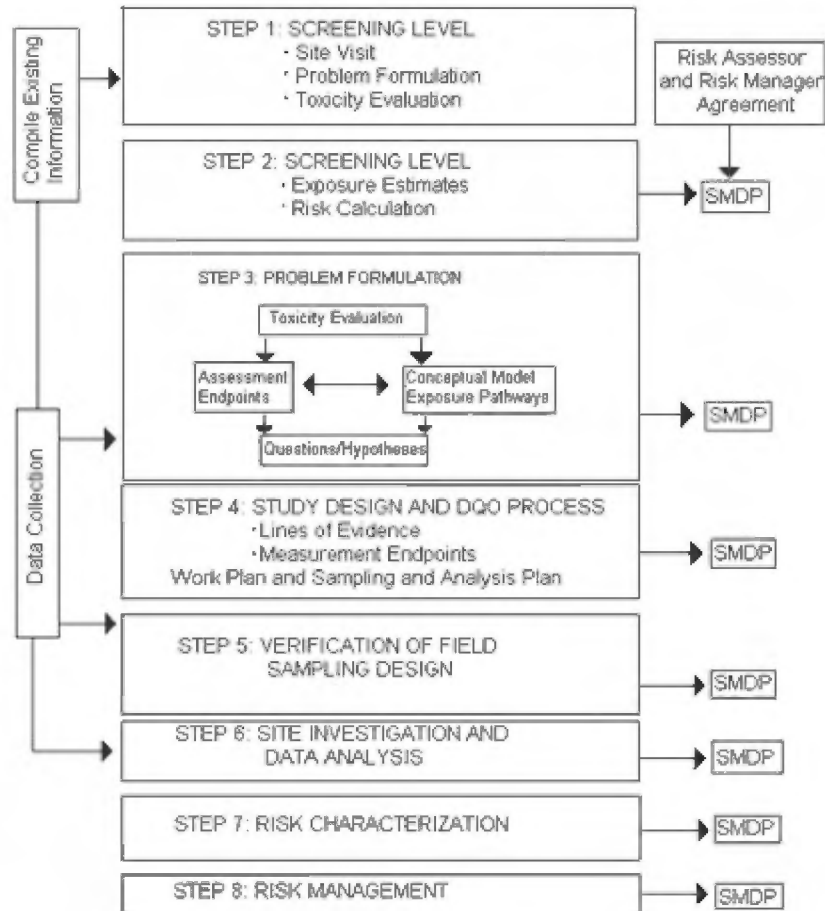 Compile Existing
Information
STEP 1: SCREENING LEVEL
· Site Visit
· Problem Formulation
· Toxicity Evaluation
Risk Assessor
and Risk Manager
Agreement
STEP 2: SCREENING LEVEL
· Exposure Estimates
· Risk Calculation
SMDP
STEP 3: PROBLEM FORMULATION
Toxicity Evaluation
Assessment
Endpoints
Conceptual Model
Exposure Pathways
Questions/Hypotheses
SMDP
Data Collection
STEP 4: STUDY DESIGN AND DQO PROCESS
· Lines of Evidence
· Measurement Endpoints
Work Plan and Sampling and Analysis Plan
SMDP
STEP 5: VERIFICATION OF FIELD
SAMPLING DESIGN
SMDP
STEP 6: SITE INVESTIGATION AND
DATA ANALYSIS
SMDP
STEP 7: RISK CHARACTERIZATION
SMDP
STEP 8: RISK MANAGEMENT
SMDP